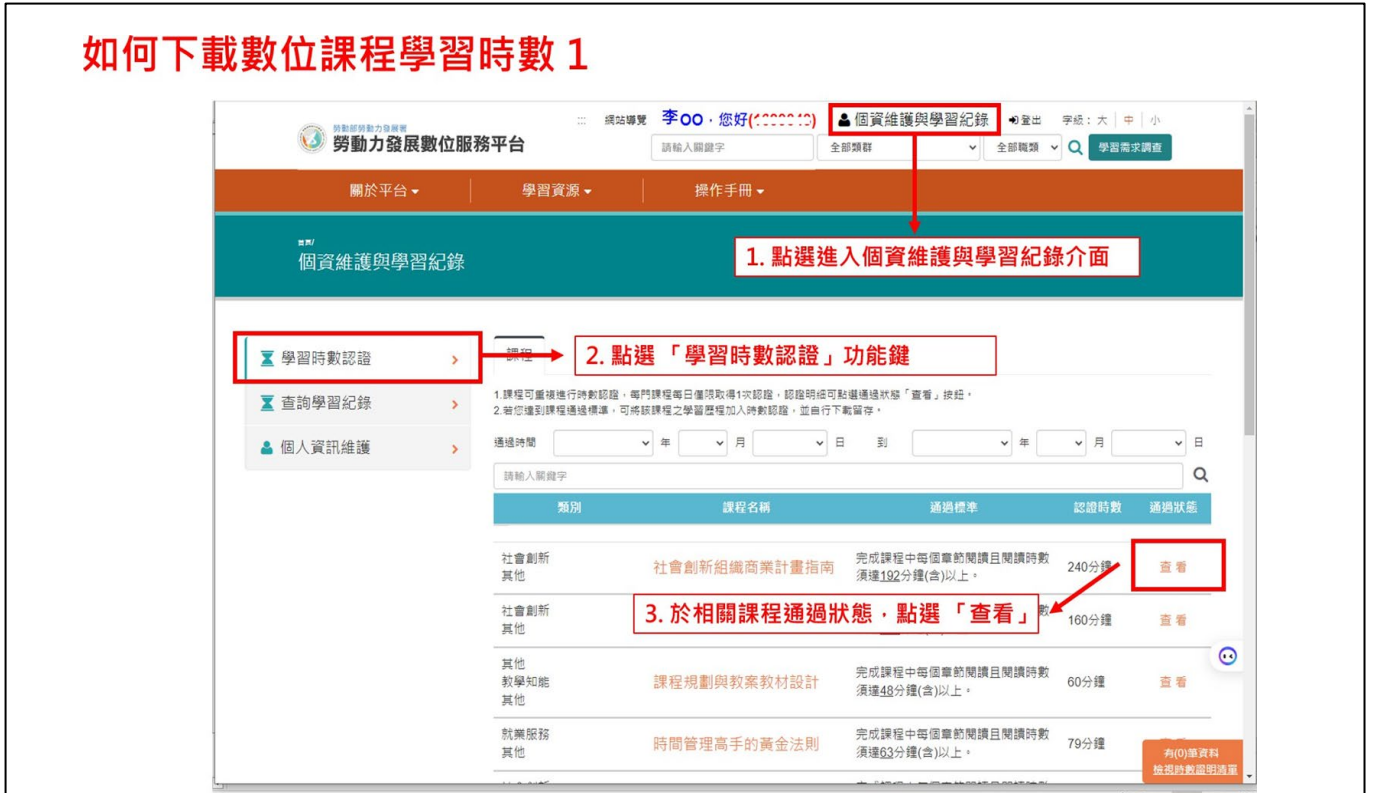 如何下載數位課程學習時數 1
勞動部勞動力發展署
勞動力發展數位服務平台
::: 網站導覽 李OO，您好 個資維護與學習紀錄 登出 字級：大 中 小
請輸入關鍵字 全部類群 全部職類 學習需求調查
關於平台 學習資源 操作手冊
首頁/
個資維護與學習紀錄
1. 點選進入個資維護與學習紀錄介面
學習時數認證
查詢學習紀錄
個人資訊維護
課程
2. 點選「學習時數認證」功能鍵
1.課程可重複進行時數認證，每門課程每日僅限取得1次認證，認證明細可點選通過狀態「查看」按鈕。
2.若您達到課程通過標準，可將該課程之學習歷程加入時數認證，並自行下載留存。
通過時間 年 月 日 到 年 月 日
請輸入關鍵字
類別 課程名稱 通過標準 認證時數 通過狀態
社會創新
其他
社會創新組織商業計畫指南
完成課程中每個章節閱讀且閱讀時數
須達192分鐘(含)以上。
240分鐘
查看
社會創新
其他
3. 於相關課程通過狀態，點選「查看」
數
160分鐘
查看
其他
教學知能
其他
課程規劃與教案教材設計
完成課程中每個章節閱讀且閱讀時數
須達48分鐘(含)以上。
60分鐘
查看
就業服務
其他
時間管理高手的黃金法則
完成課程中每個章節閱讀且閱讀時數
須達63分鐘(含)以上。
79分鐘
有(0)筆資料
檢視時數證明清單